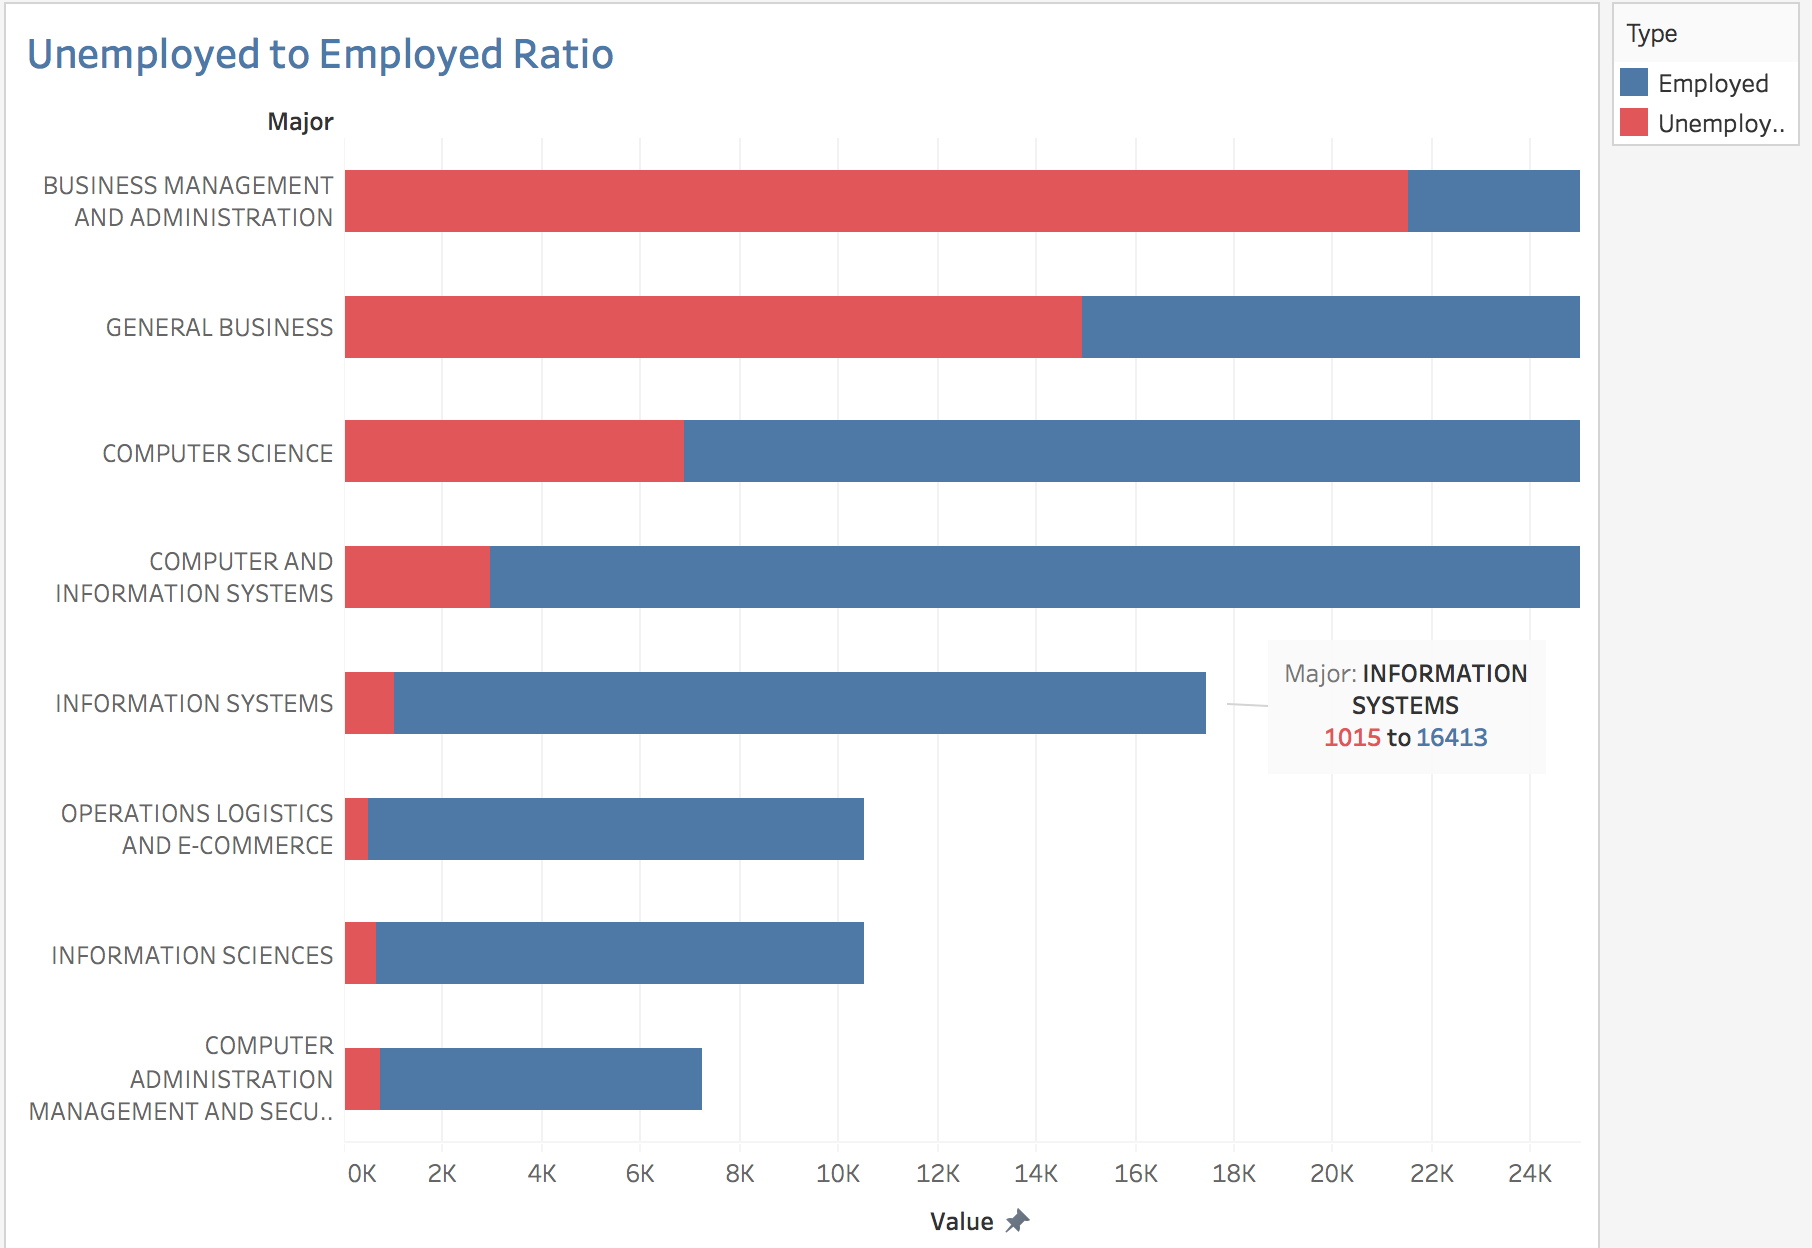 Unemployed to Employed Ratio
Type
Employed
Unemploy..
Major
BUSINESS MANAGEMENT
AND ADMINISTRATION
GENERAL BUSINESS
COMPUTER SCIENCE
COMPUTER AND
INFORMATION SYSTEMS
INFORMATION SYSTEMS
Major: INFORMATION
SYSTEMS
1015 to 16413
OPERATIONS LOGISTICS
AND E-COMMERCE
INFORMATION SCIENCES
COMPUTER
ADMINISTRATION
MANAGEMENT AND SECU..
0K 2K 4K 6K 8K 10K 12K 14K 16K 18K 20K 22K 24K
Value